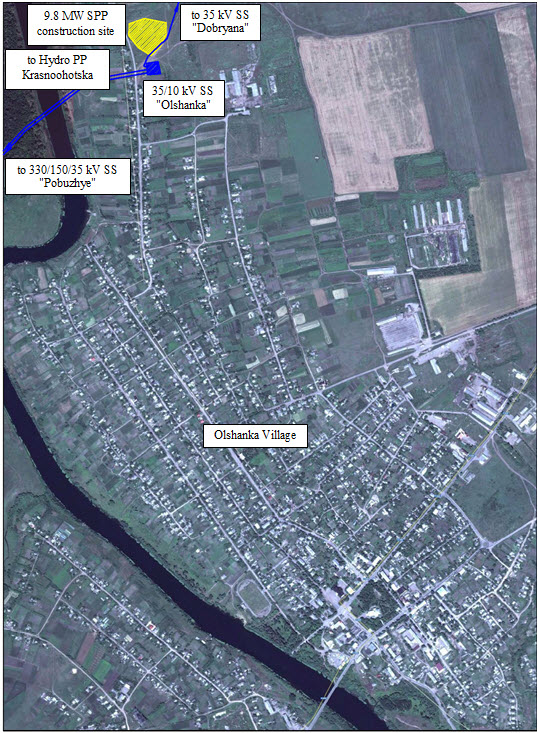 9.8 MW SPP
construction site
to 35 kV SS
"Dobryana"
to Hydro PP
Krasnoohotska
35/10 kV SS
"Olshanka"
to 330/150/35 kV SS
"Pobuzhye"
Olshanka Village